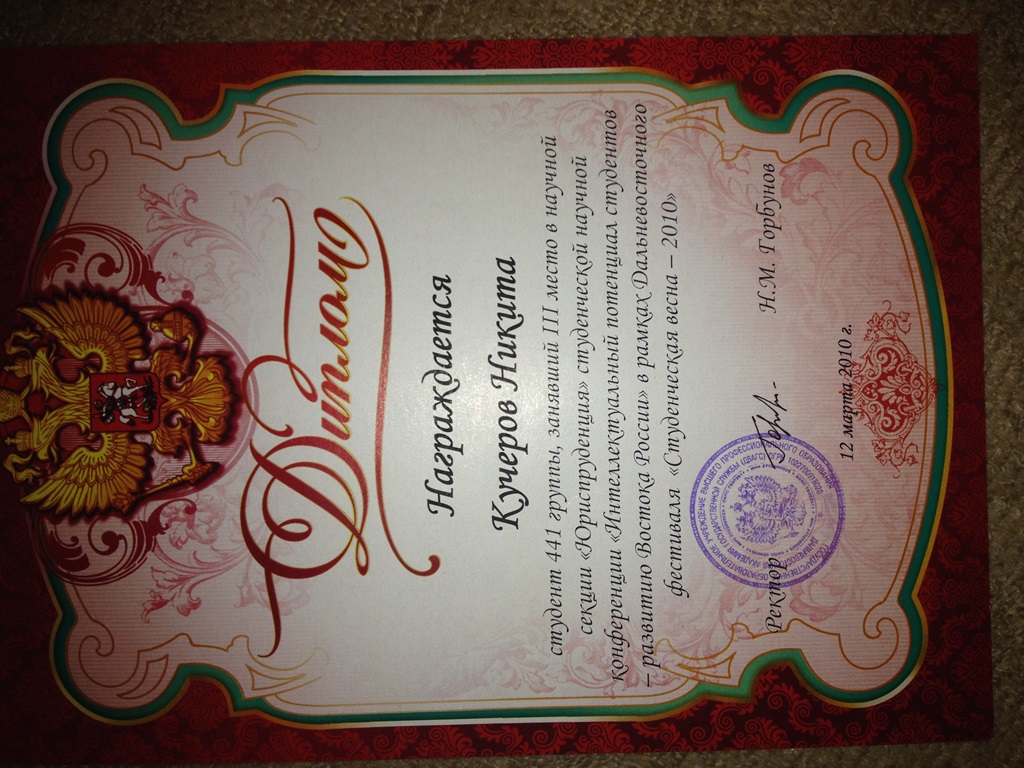 Диплом
Награждается
Кучеров Никита
студент 441 группы, занявший III место в научной
секции «Юриспруденция» студенческой научной
конференции «Интеллектуальный потенциал студентов
– развитию Востока России» в рамках Дальневосточного
фестиваля «Студенческая весна – 2010»
Ректор Н.М. Горбунов
12 марта 2010 г.